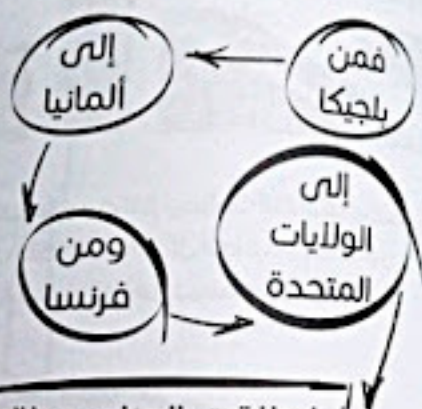 فمن
بلجيكا
إلى
ألمانيا
ومن
فرنسا
إلى
الولايات
المتحدة